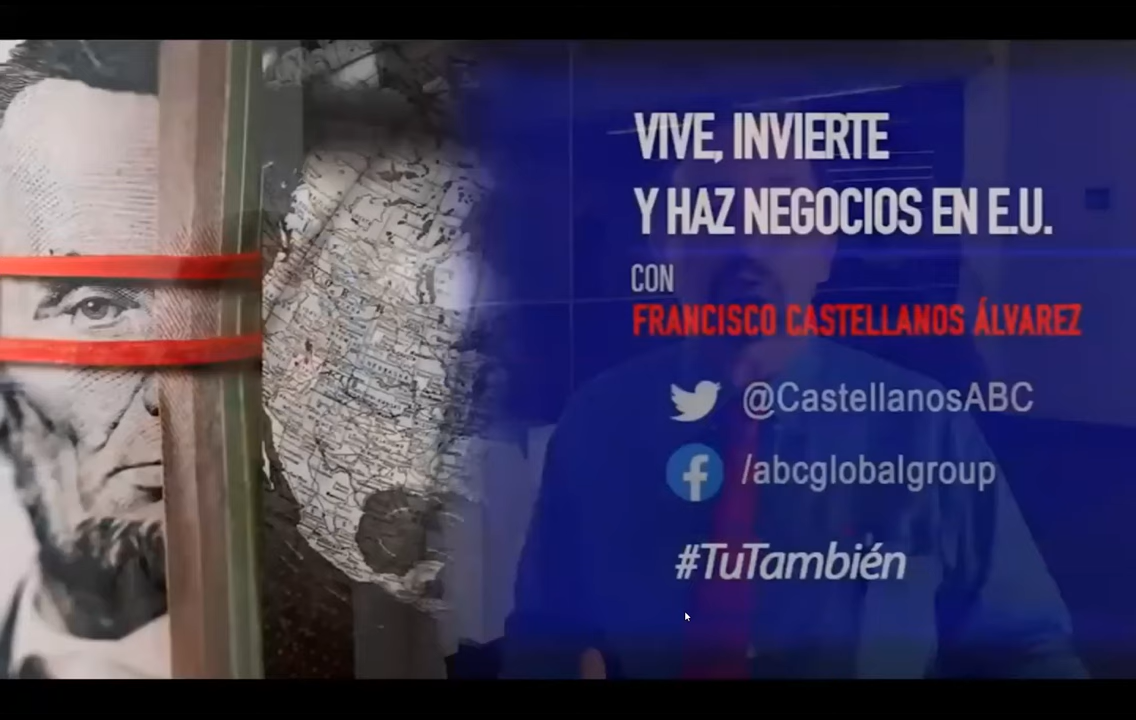 VIVE, INVIERTE
Y HAZ NEGOCIOS EN E.U.
CON
FRANCISCO CASTELLANOS ÁLVAREZ
@CastellanosABC
/abcglobalgroup
#TuTambién